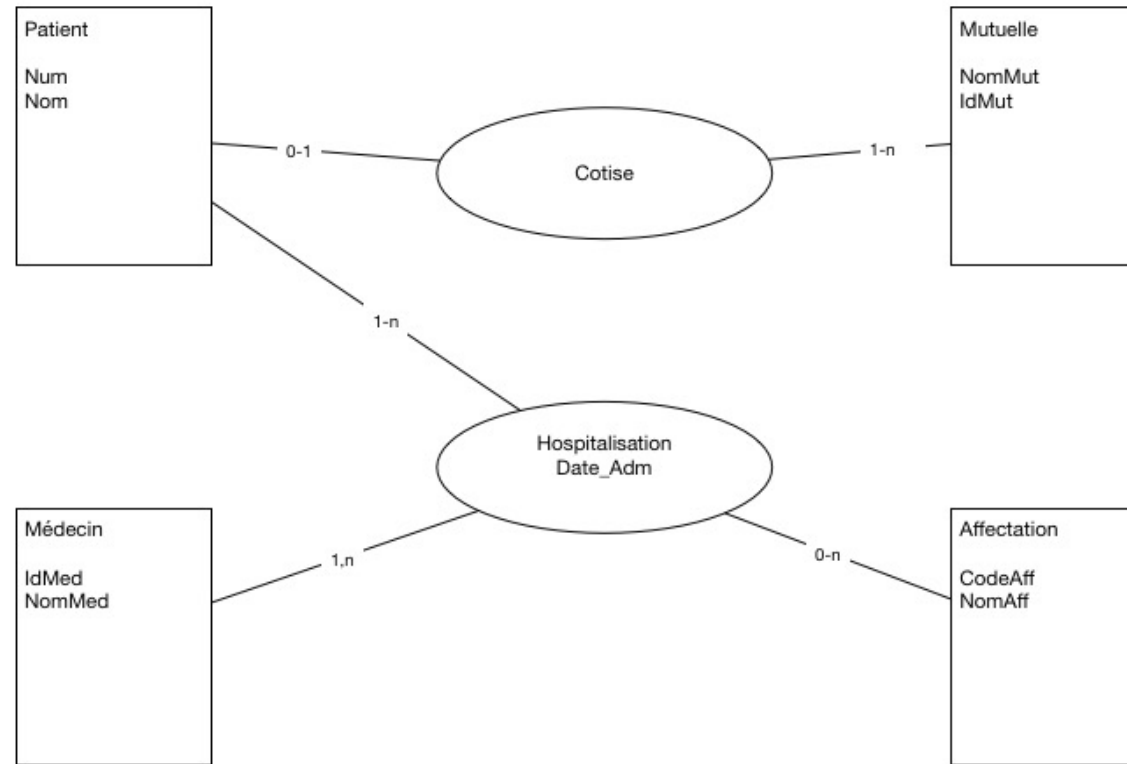 Patient
Num
Nom
Mutuelle
NomMut
IdMut
0-1
Cotise
1-n
1-n
Hospitalisation
Date_Adm
Médecin
IdMed
NomMed
1,n
0-n
Affectation
CodeAff
NomAff